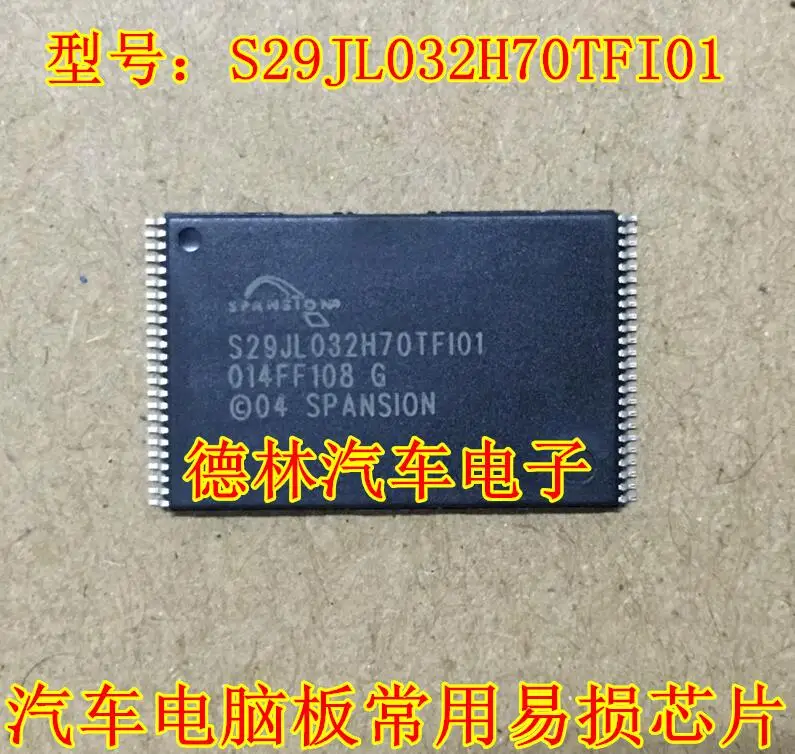 型号：S29JL032H70TFI01
SPANSION
S29JL032H70TFI01
014FF108 G
©04 SPANSION
德林汽车电子
汽车电脑板常用易损芯片